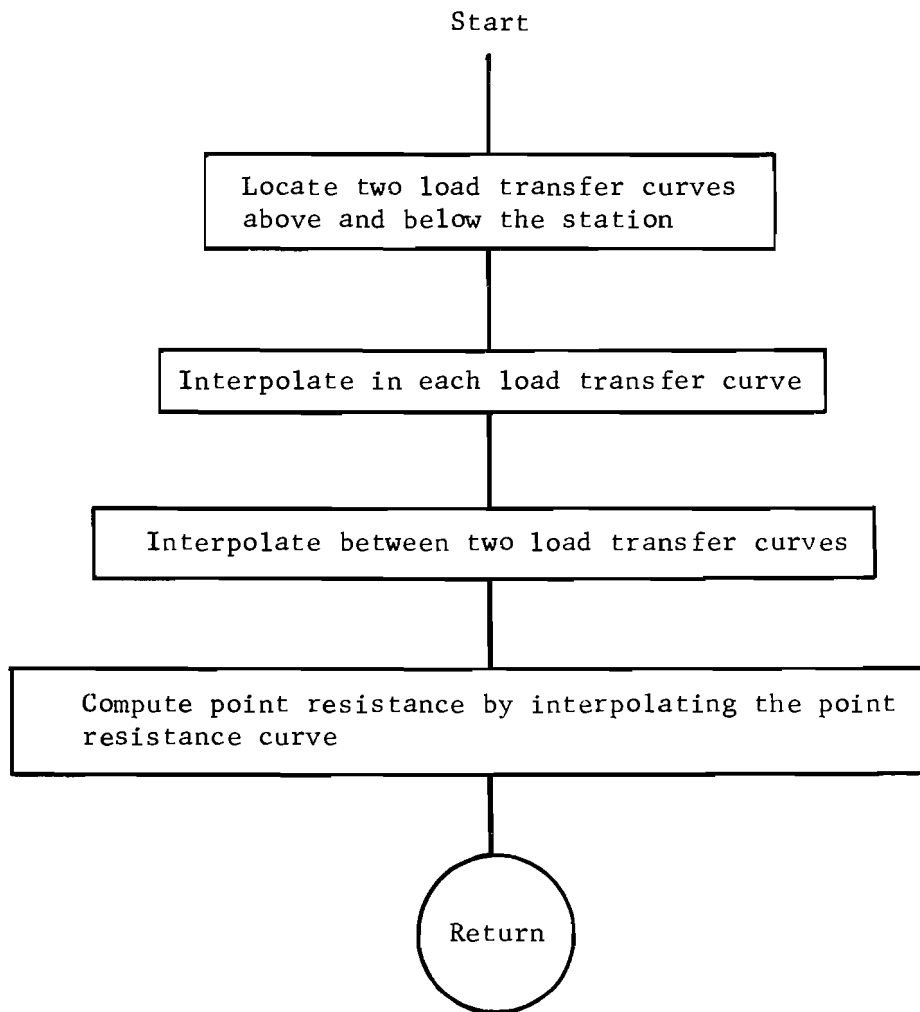 Start
Locate two load transfer curves
above and below the station
Interpolate in each load transfer curve
Interpolate between two load transfer curves
Compute point resistance by interpolating the point
resistance curve
Return